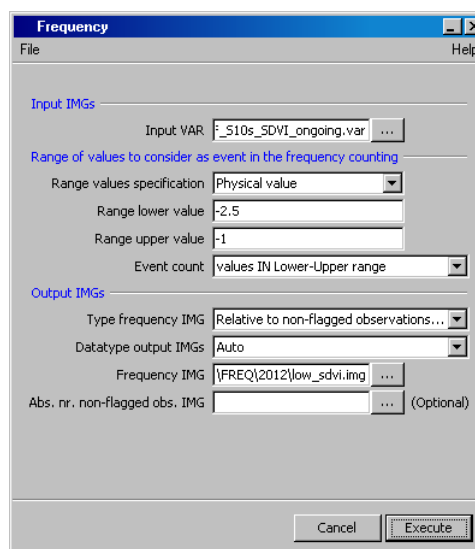 Frequency
File Help
Input IMGs
Input VAR F_S10s_SDVI_ongoing.var ...
Range of values to consider as event in the frequency counting
Range values specification Physical value
Range lower value -2.5
Range upper value -1
Event count values IN Lower-Upper range
Output IMGs
Type frequency IMG Relative to non-flagged observations...
Datatype output IMGs Auto
Frequency IMG \FREQ\2012\low_sdvi.img ...
Abs. nr. non-flagged obs. IMG ... (Optional)
Cancel Execute